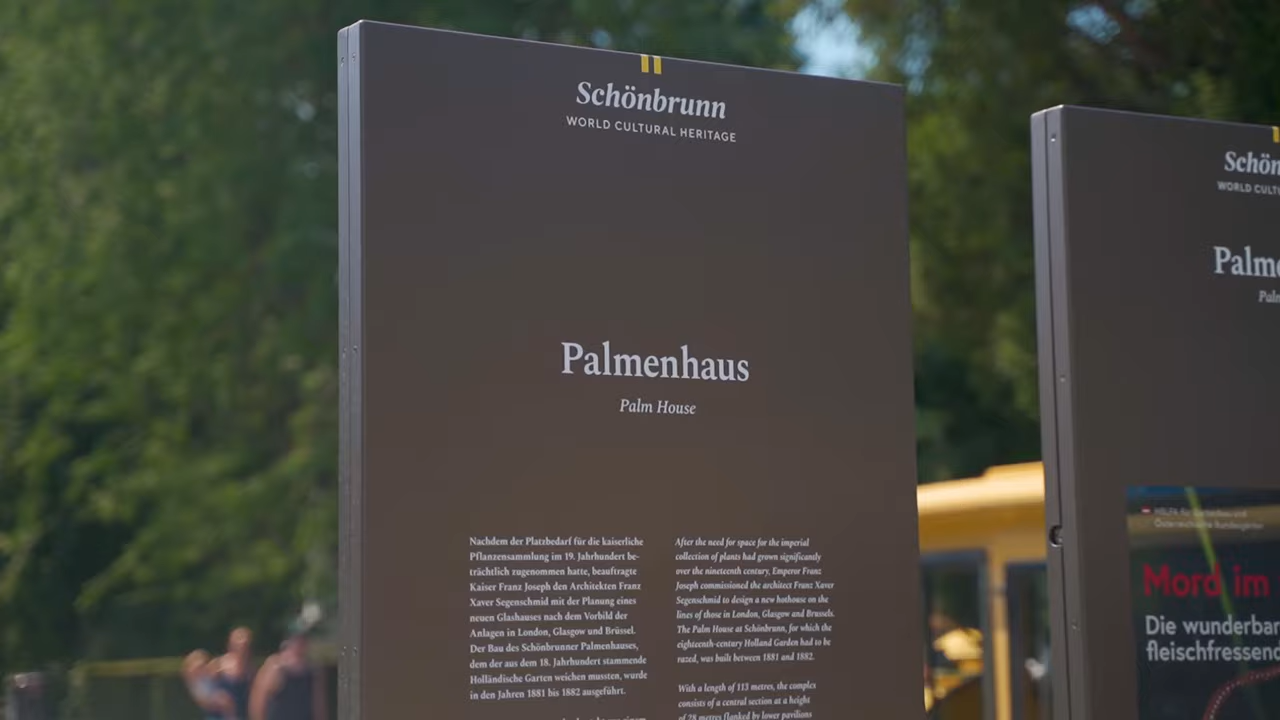 Schönbrunn
WORLD CULTURAL HERITAGE
Palmenhaus
Palm House
Nachdem der Platzbedarf für die kaiserliche
Pflanzensammlung im 19. Jahrhundert be-
trächtlich zugenommen hatte, beauftragte
Kaiser Franz Joseph den Architekten Franz
Xaver Segenschmid mit der Planung eines
neuen Glashauses nach dem Vorbild der
Anlagen in London, Glasgow und Brüssel.
Der Bau des Schönbrunner Palmenhauses,
dem der aus dem 18. Jahrhundert stammende
Holländische Garten weichen mussten, wurde
in den Jahren 1881 bis 1882 ausgeführt.
After the need for space for the imperial
collection of plants had grown significantly
over the nineteenth century, Emperor Franz
Joseph commissioned the architect Franz Xaver
Segenschmid to design a new hothouse on the
lines of those in London, Glasgow and Brussels.
The Palm House at Schönbrunn, for which the
eighteenth-century Holland Garden had to be
razed, was built between 1881 and 1882.
With a length of 113 metres, the complex
consists of a central section at a height
of 28 metres flanked by lower pavilions
Schön
WORLD CULTU
Palme
Pal
Österreichische Bundesgärten
Mord im
Die wunderbar
fleischfressend